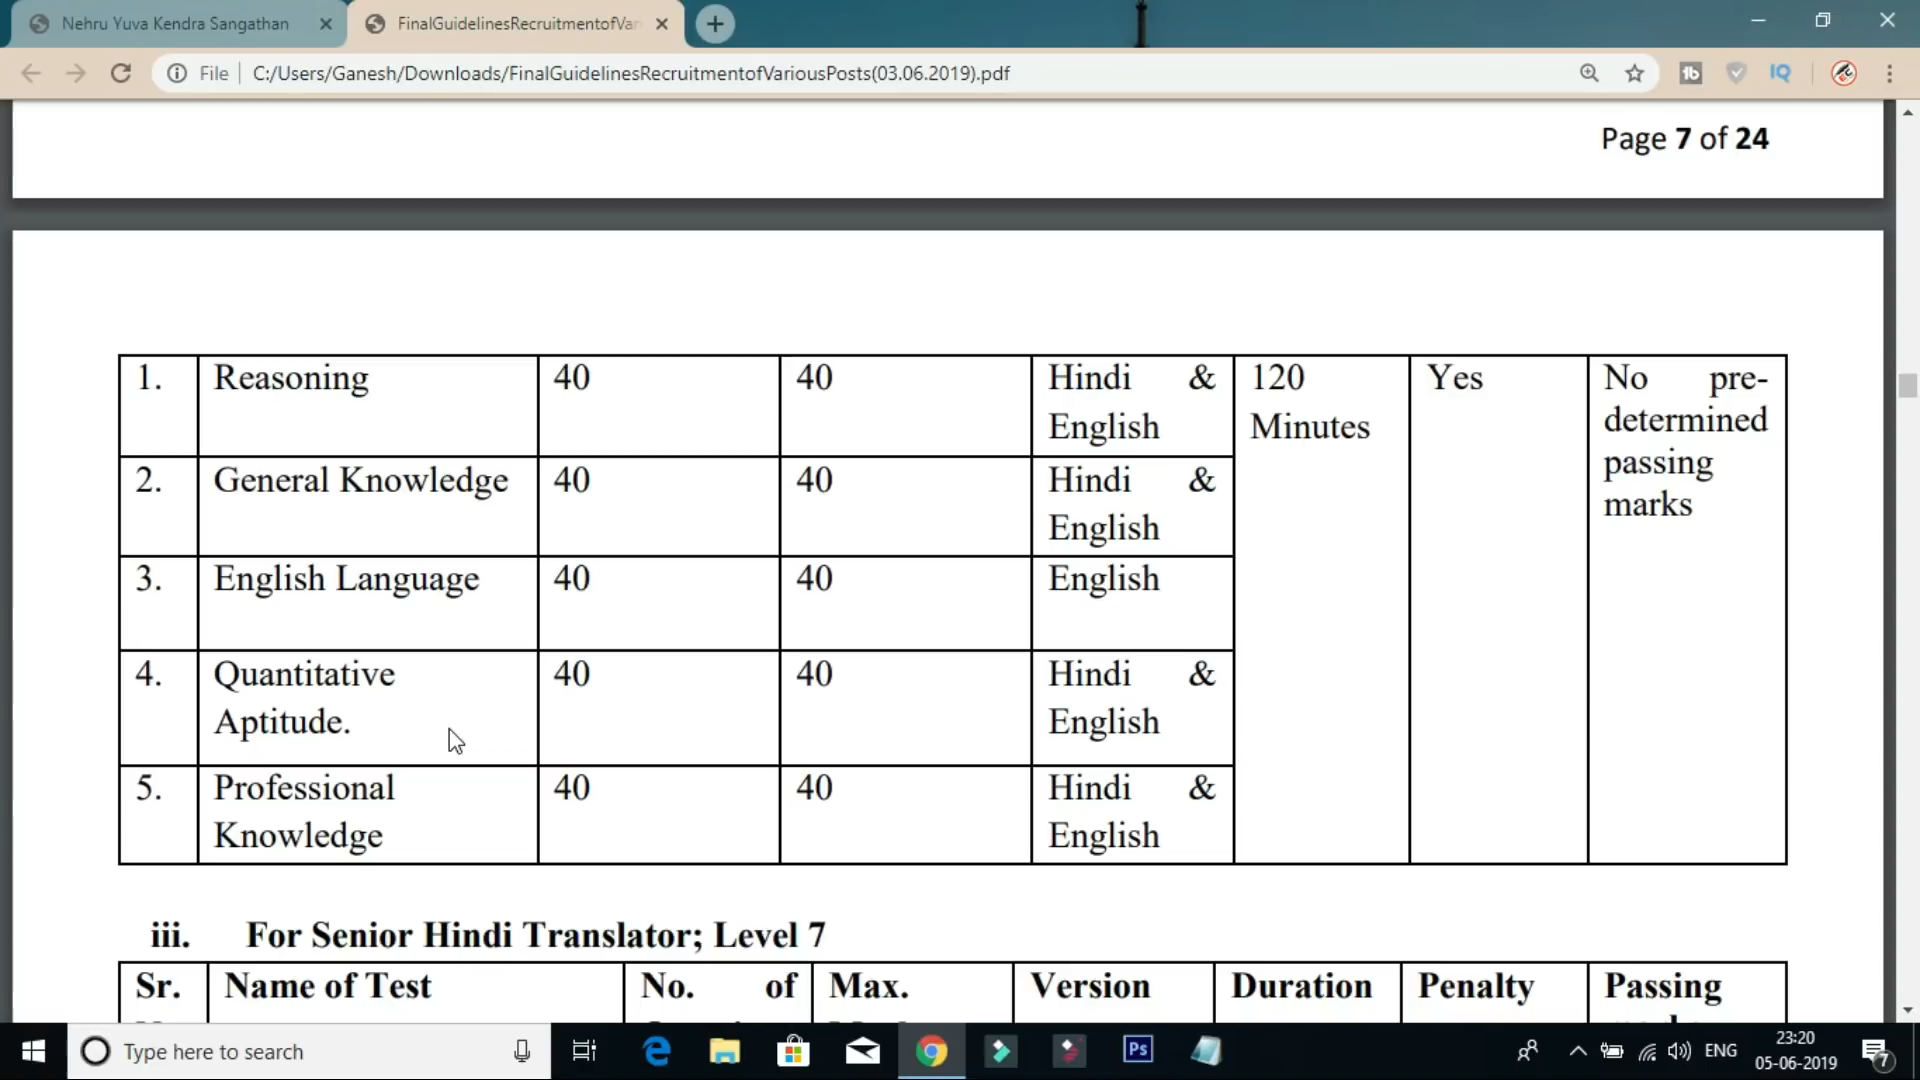 Nehru Yuva Kendra Sangathan
FinalGuidelinesRecruitmentofVar
File
C:/Users/Ganesh/Downloads/FinalGuidelinesRecruitmentofVariousPosts(03.06.2019).pdf
Page 7 of 24
1. Reasoning 40 40 Hindi & English 120 Minutes Yes No pre-determined passing marks
2. General Knowledge 40 40 Hindi & English
3. English Language 40 40 English
4. Quantitative Aptitude. 40 40 Hindi & English
5. Professional Knowledge 40 40 Hindi & English
iii. For Senior Hindi Translator; Level 7
Sr. Name of Test No. of Max. Version Duration Penalty Passing
Type here to search
Ps
ENG
23:20
05-06-2019
7